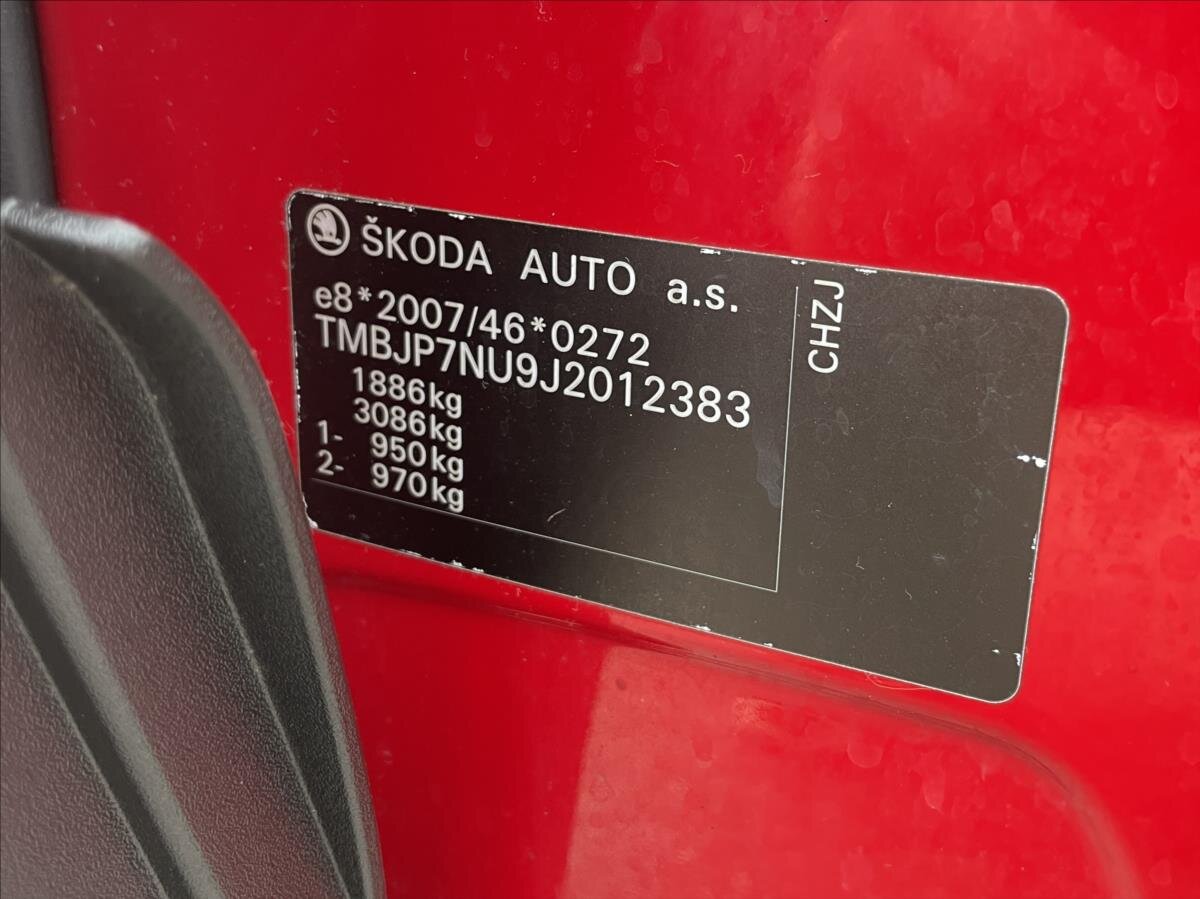 ŠKODA AUTO a.s.
e8*2007/46*0272
TMBJP7NU9J2012383
1886kg
3086kg
1- 950kg
2- 970kg
CHZJ